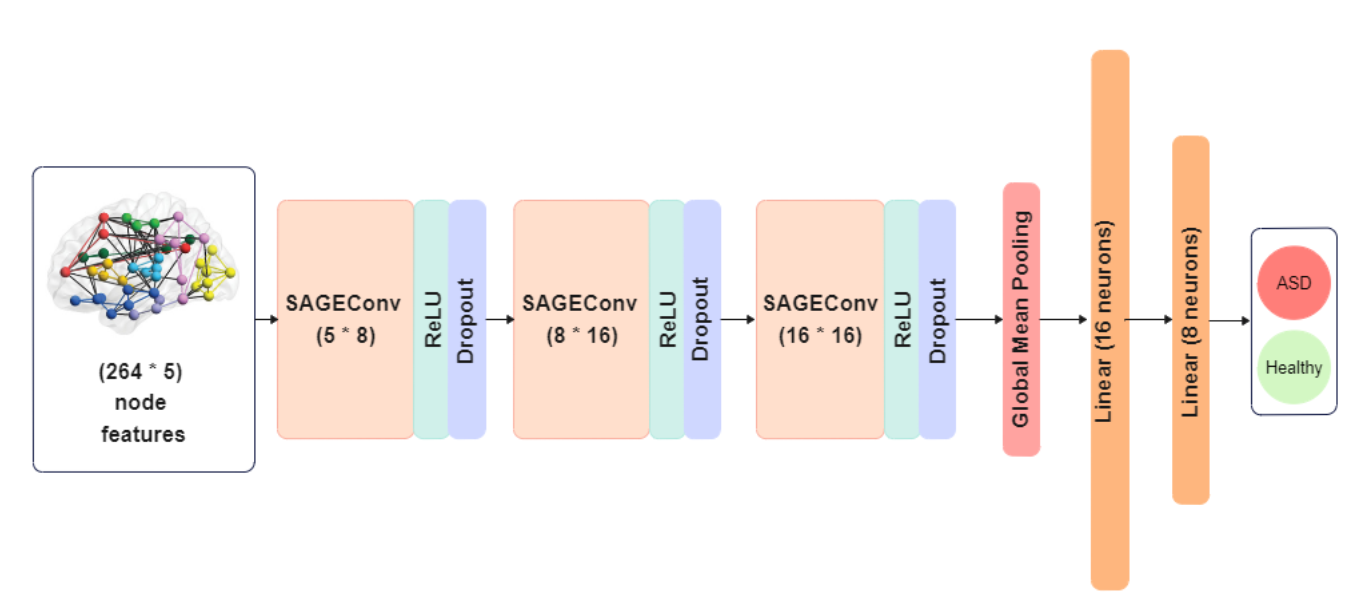 (264 * 5)
node
features
SAGEConv
(5 * 8)
ReLU
Dropout
SAGEConv
(8 * 16)
ReLU
Dropout
SAGEConv
(16 * 16)
ReLU
Dropout
Global Mean Pooling
Linear (16 neurons)
Linear (8 neurons)
ASD
Healthy